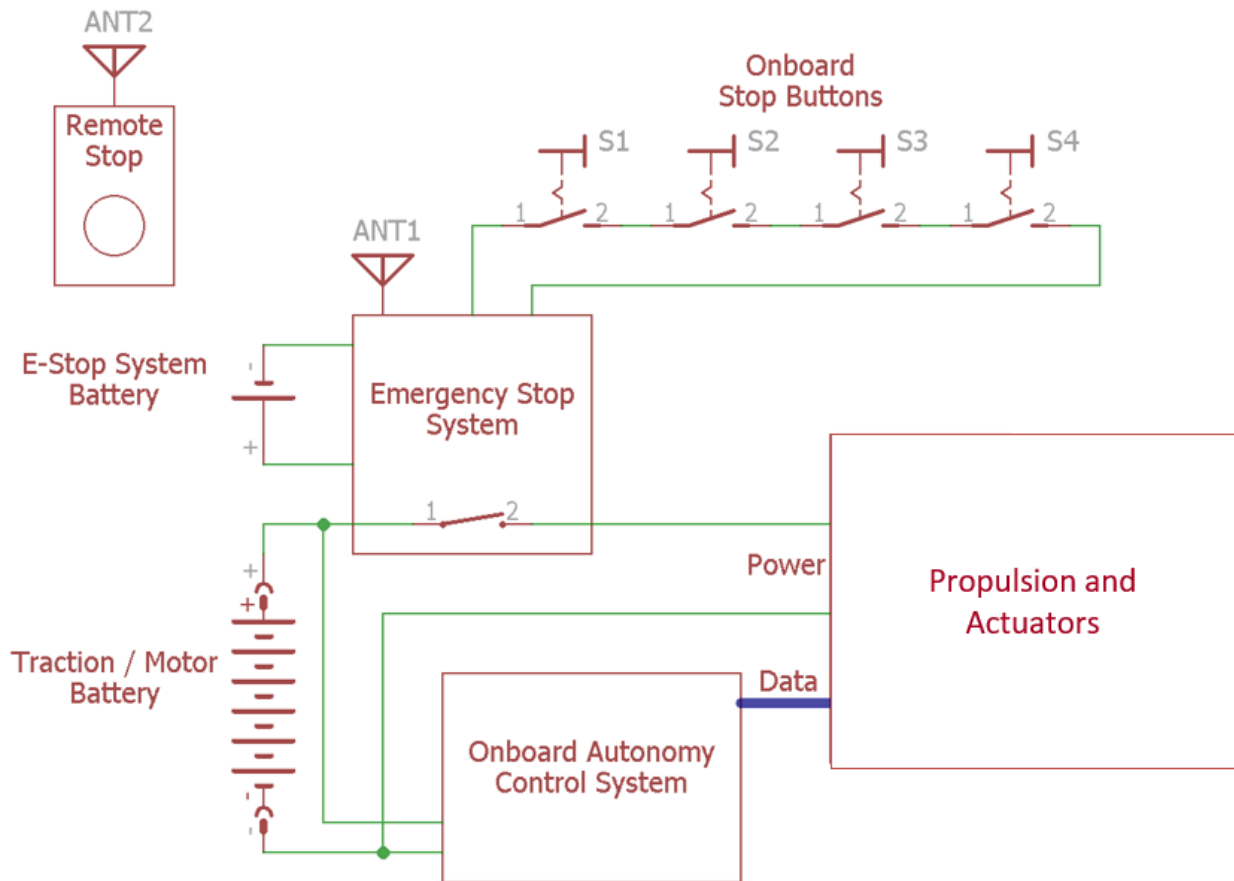 ANT2
Remote
Stop
Onboard
Stop Buttons
S1 S2 S3 S4
1 2 1 2 1 2 1 2
ANT1
E-Stop System
Battery
-
+
Emergency Stop
System
1 2
Power
Propulsion and
Actuators
+
+
Traction / Motor
Battery
-
-
Data
Onboard Autonomy
Control System